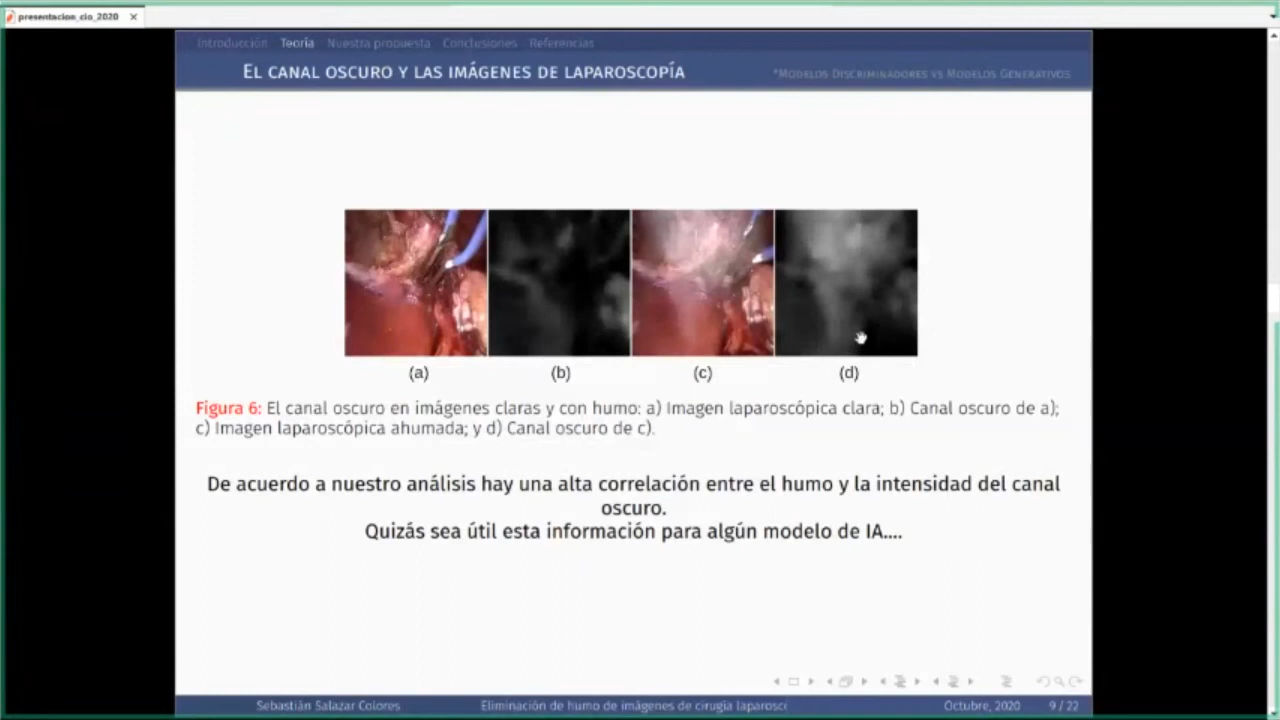 presentacion_cio_2020
Introducción Teoría Nuestra propuesta Conclusiones Referencias
El canal oscuro y las imágenes de laparoscopía
*Modelos Discriminadores vs Modelos Generativos
(a) (b) (c) (d)
Figura 6: El canal oscuro en imágenes claras y con humo: a) Imagen laparoscópica clara; b) Canal oscuro de a);
c) Imagen laparoscópica ahumada; y d) Canal oscuro de c).
De acuerdo a nuestro análisis hay una alta correlación entre el humo y la intensidad del canal
oscuro.
Quizás sea útil esta información para algún modelo de IA....
Sebastián Salazar Colores Eliminación de humo de imágenes de cirugía laparosc Octubre, 2020 9 / 22